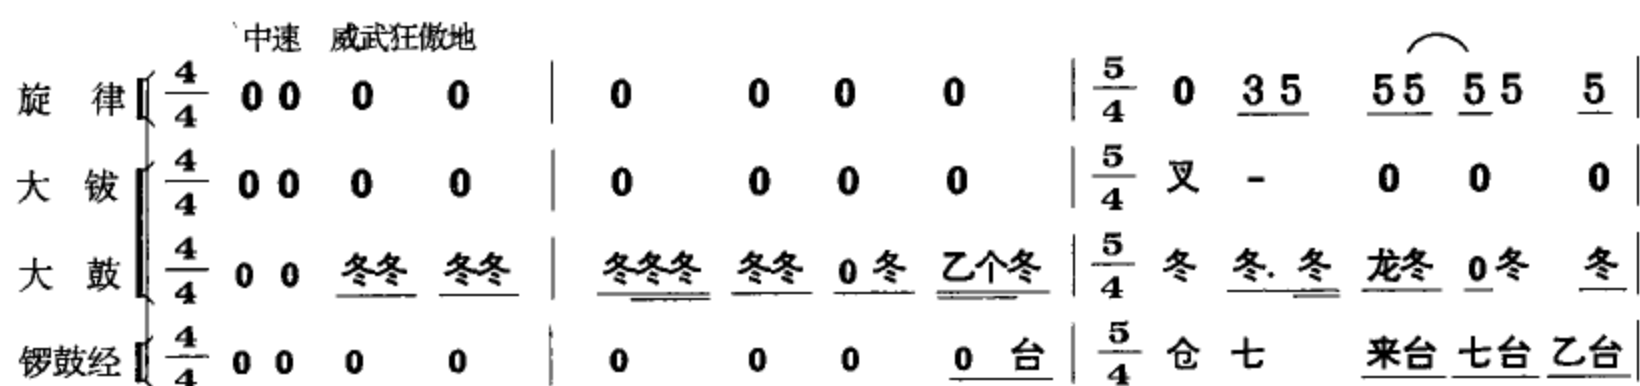 中速 威武狂傲地
旋 律 4/4 0 0 0 0 | 0 0 0 0 | 5/4 0 3 5 5 5 5 5 5 |
大 钹 4/4 0 0 0 0 | 0 0 0 0 | 5/4 叉 - 0 0 0 |
大 鼓 4/4 0 0 冬冬 冬冬 | 冬冬冬 冬冬 0 冬 乙个冬 | 5/4 冬 冬. 冬 龙冬 0 冬 冬 |
锣鼓经 4/4 0 0 0 0 | 0 0 0 0 台 | 5/4 仓 七 来台 七台 乙台 |